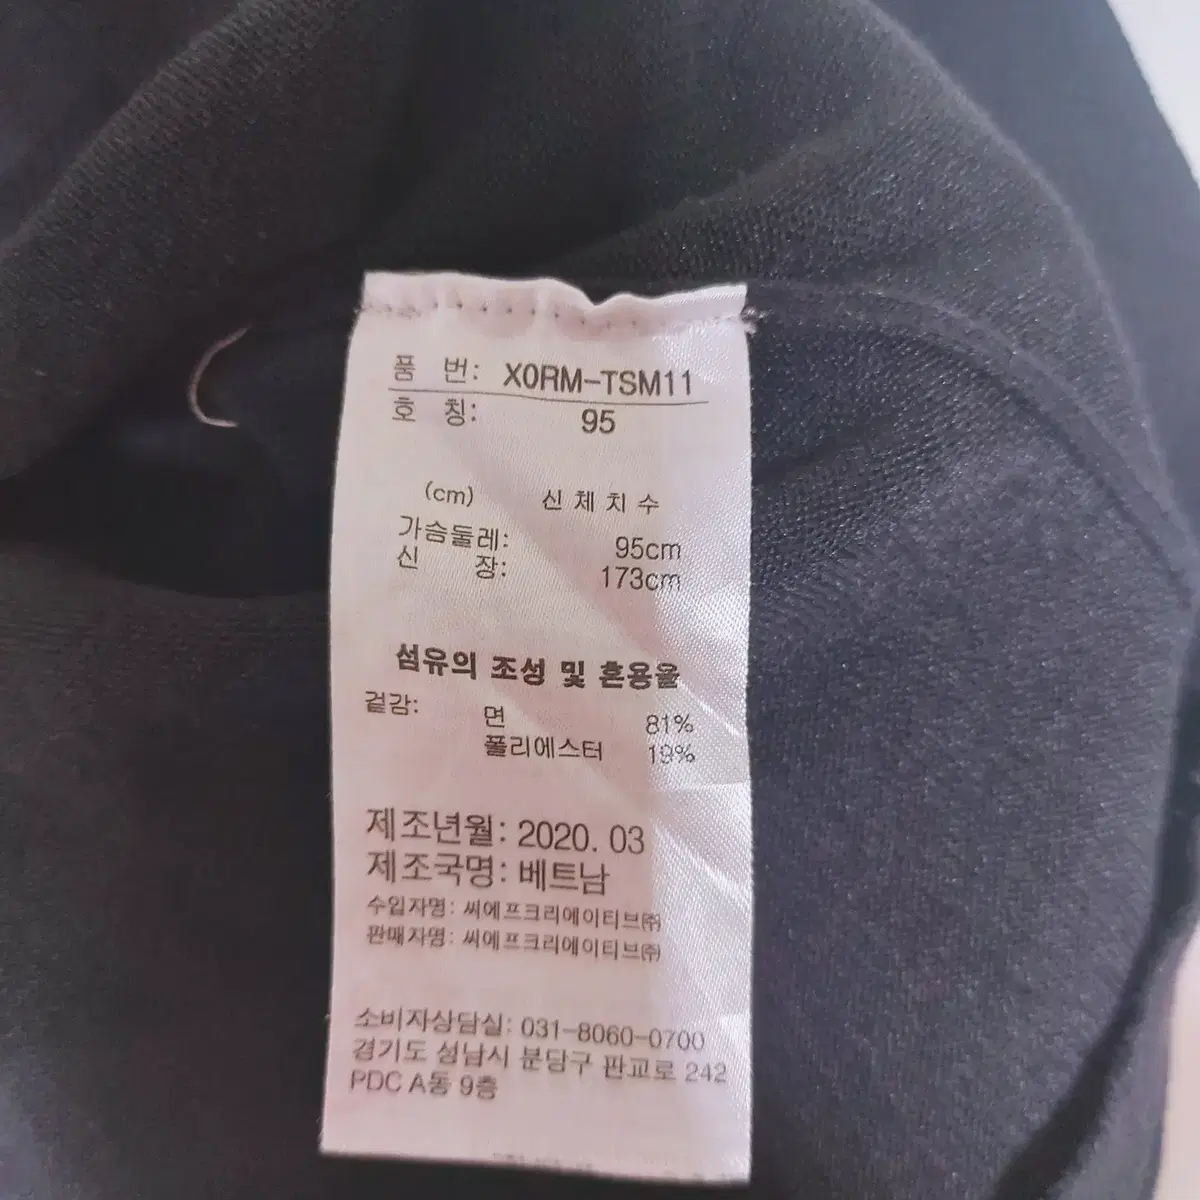 품 번: X0RM-TSM11
호 칭: 95
(cm) 신체치수
가슴둘레: 95cm
신 장: 173cm
섬유의 조성 및 혼용율
겉감: 면 81%
폴리에스터 19%
제조년월: 2020. 03
제조국명: 베트남
수입자명: 씨에프크리에이티브㈜
판매자명: 씨에프크리에이티브㈜
소비자상담실: 031-8060-0700
경기도 성남시 분당구 판교로 242
PDC A동 9층